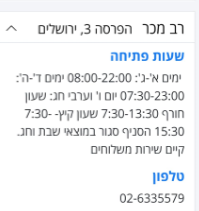 רב מכר הפרסה 3, ירושלים
שעות פתיחה
ימים א'-ג': 08:00-22:00 ימים ד'-ה':
07:30-23:00 יום ו' וערבי חג: שעון
חורף 7:30-13:30 שעון קיץ- 7:30-
15:30 הסניף סגור במוצאי שבת וחג.
קיים שירות משלוחים
טלפון
02-6335579